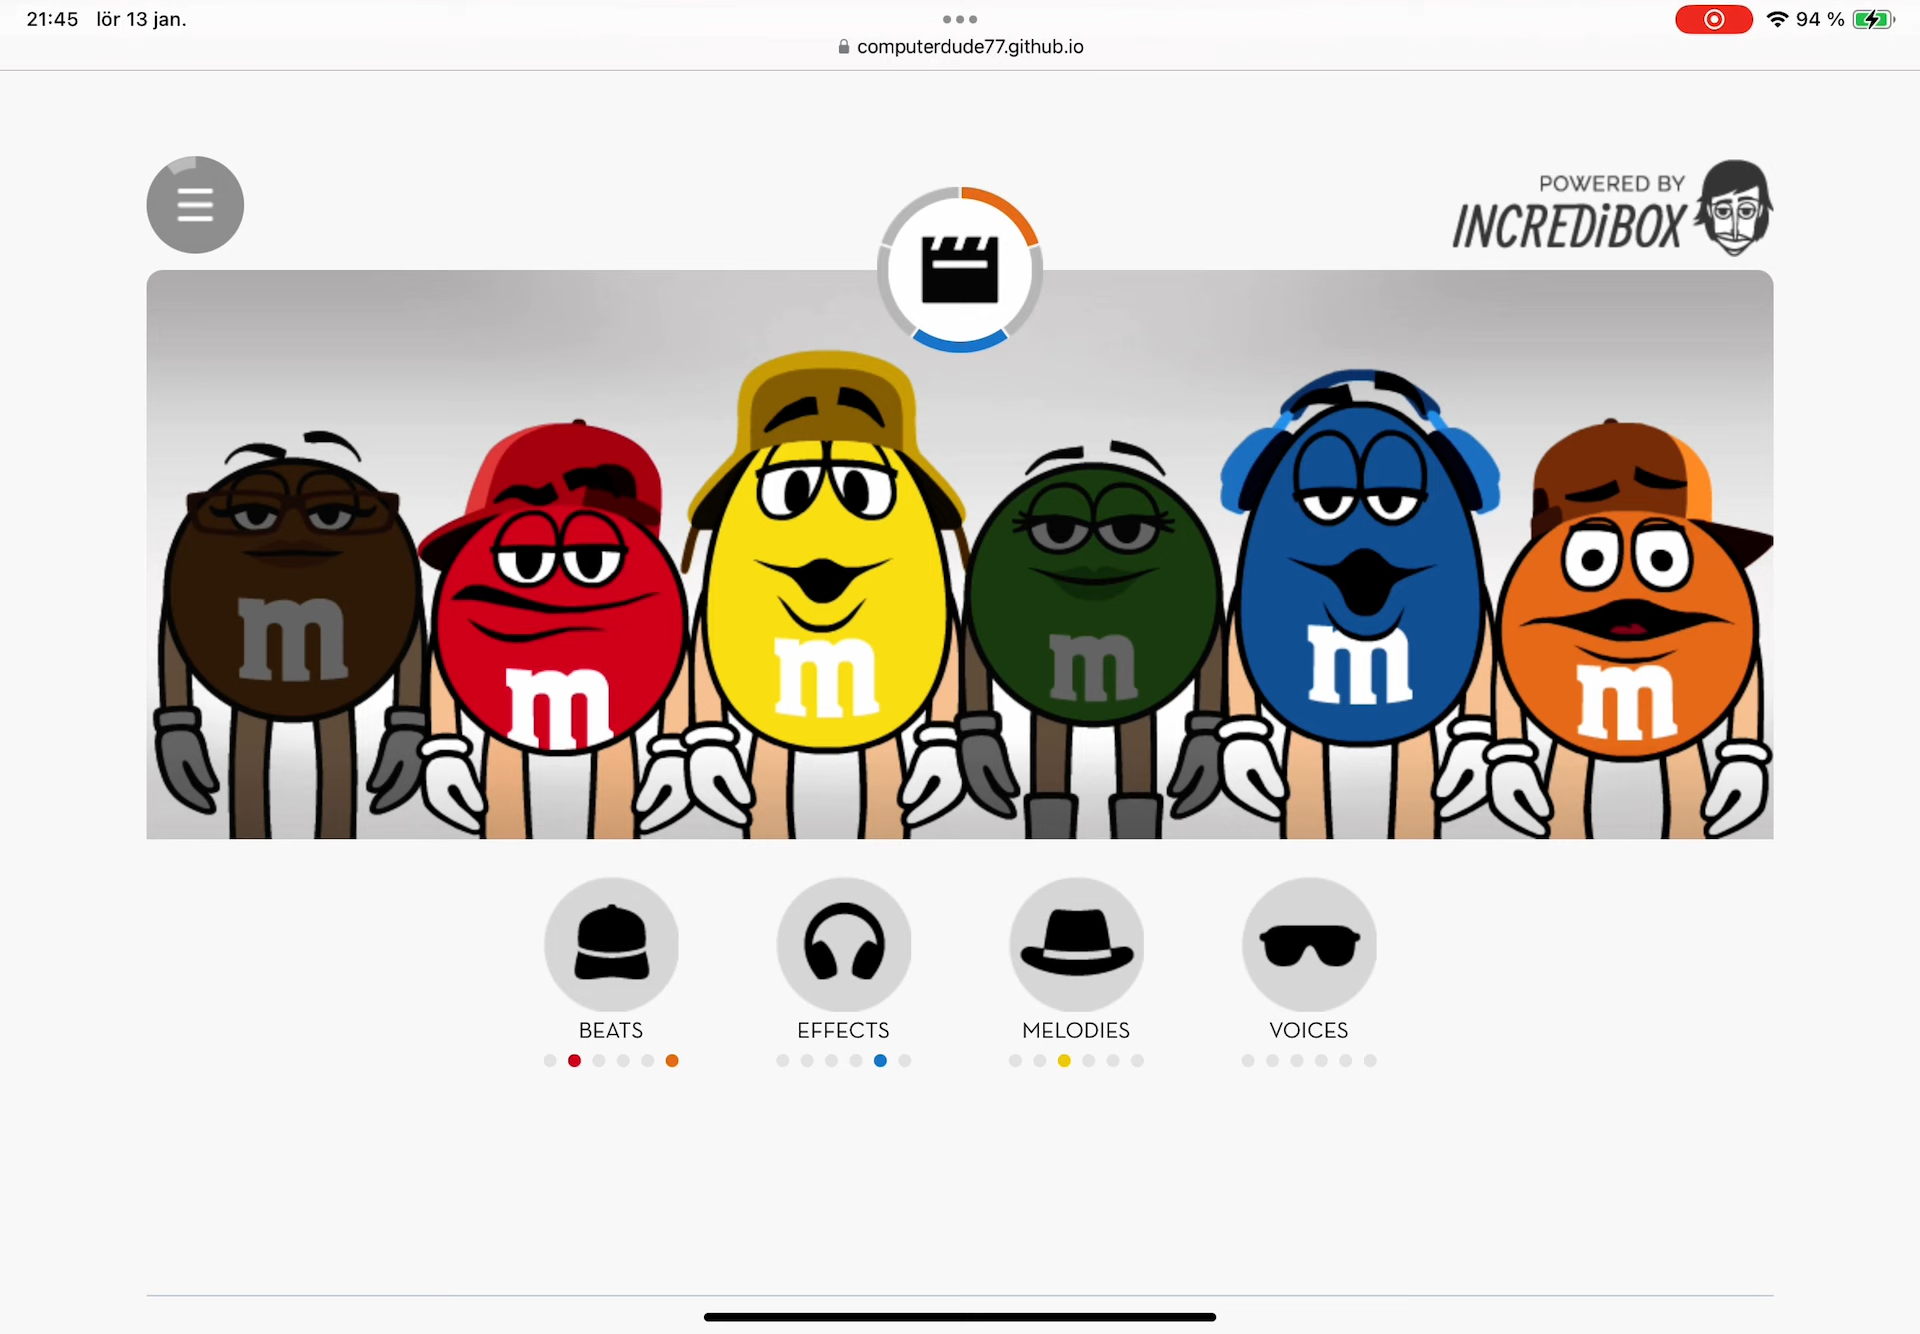 21:45 lör 13 jan.
94 %
computerdude77.github.io
POWERED BY
INCREDiBOX
m
m
m
m
m
m
BEATS
EFFECTS
MELODIES
VOICES